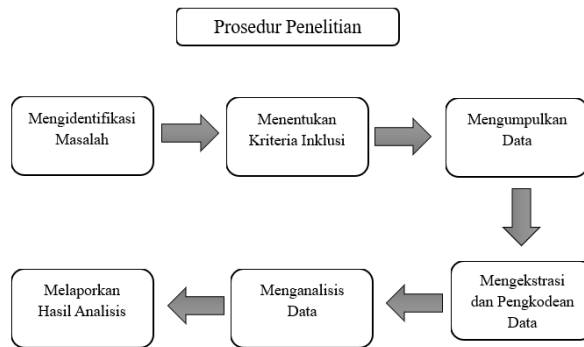 Prosedur Penelitian
Mengidentifikasi
Masalah
Menentukan
Kriteria Inklusi
Mengumpulkan
Data
Mengekstrasi
dan Pengkodean
Data
Menganalisis
Data
Melaporkan
Hasil Analisis